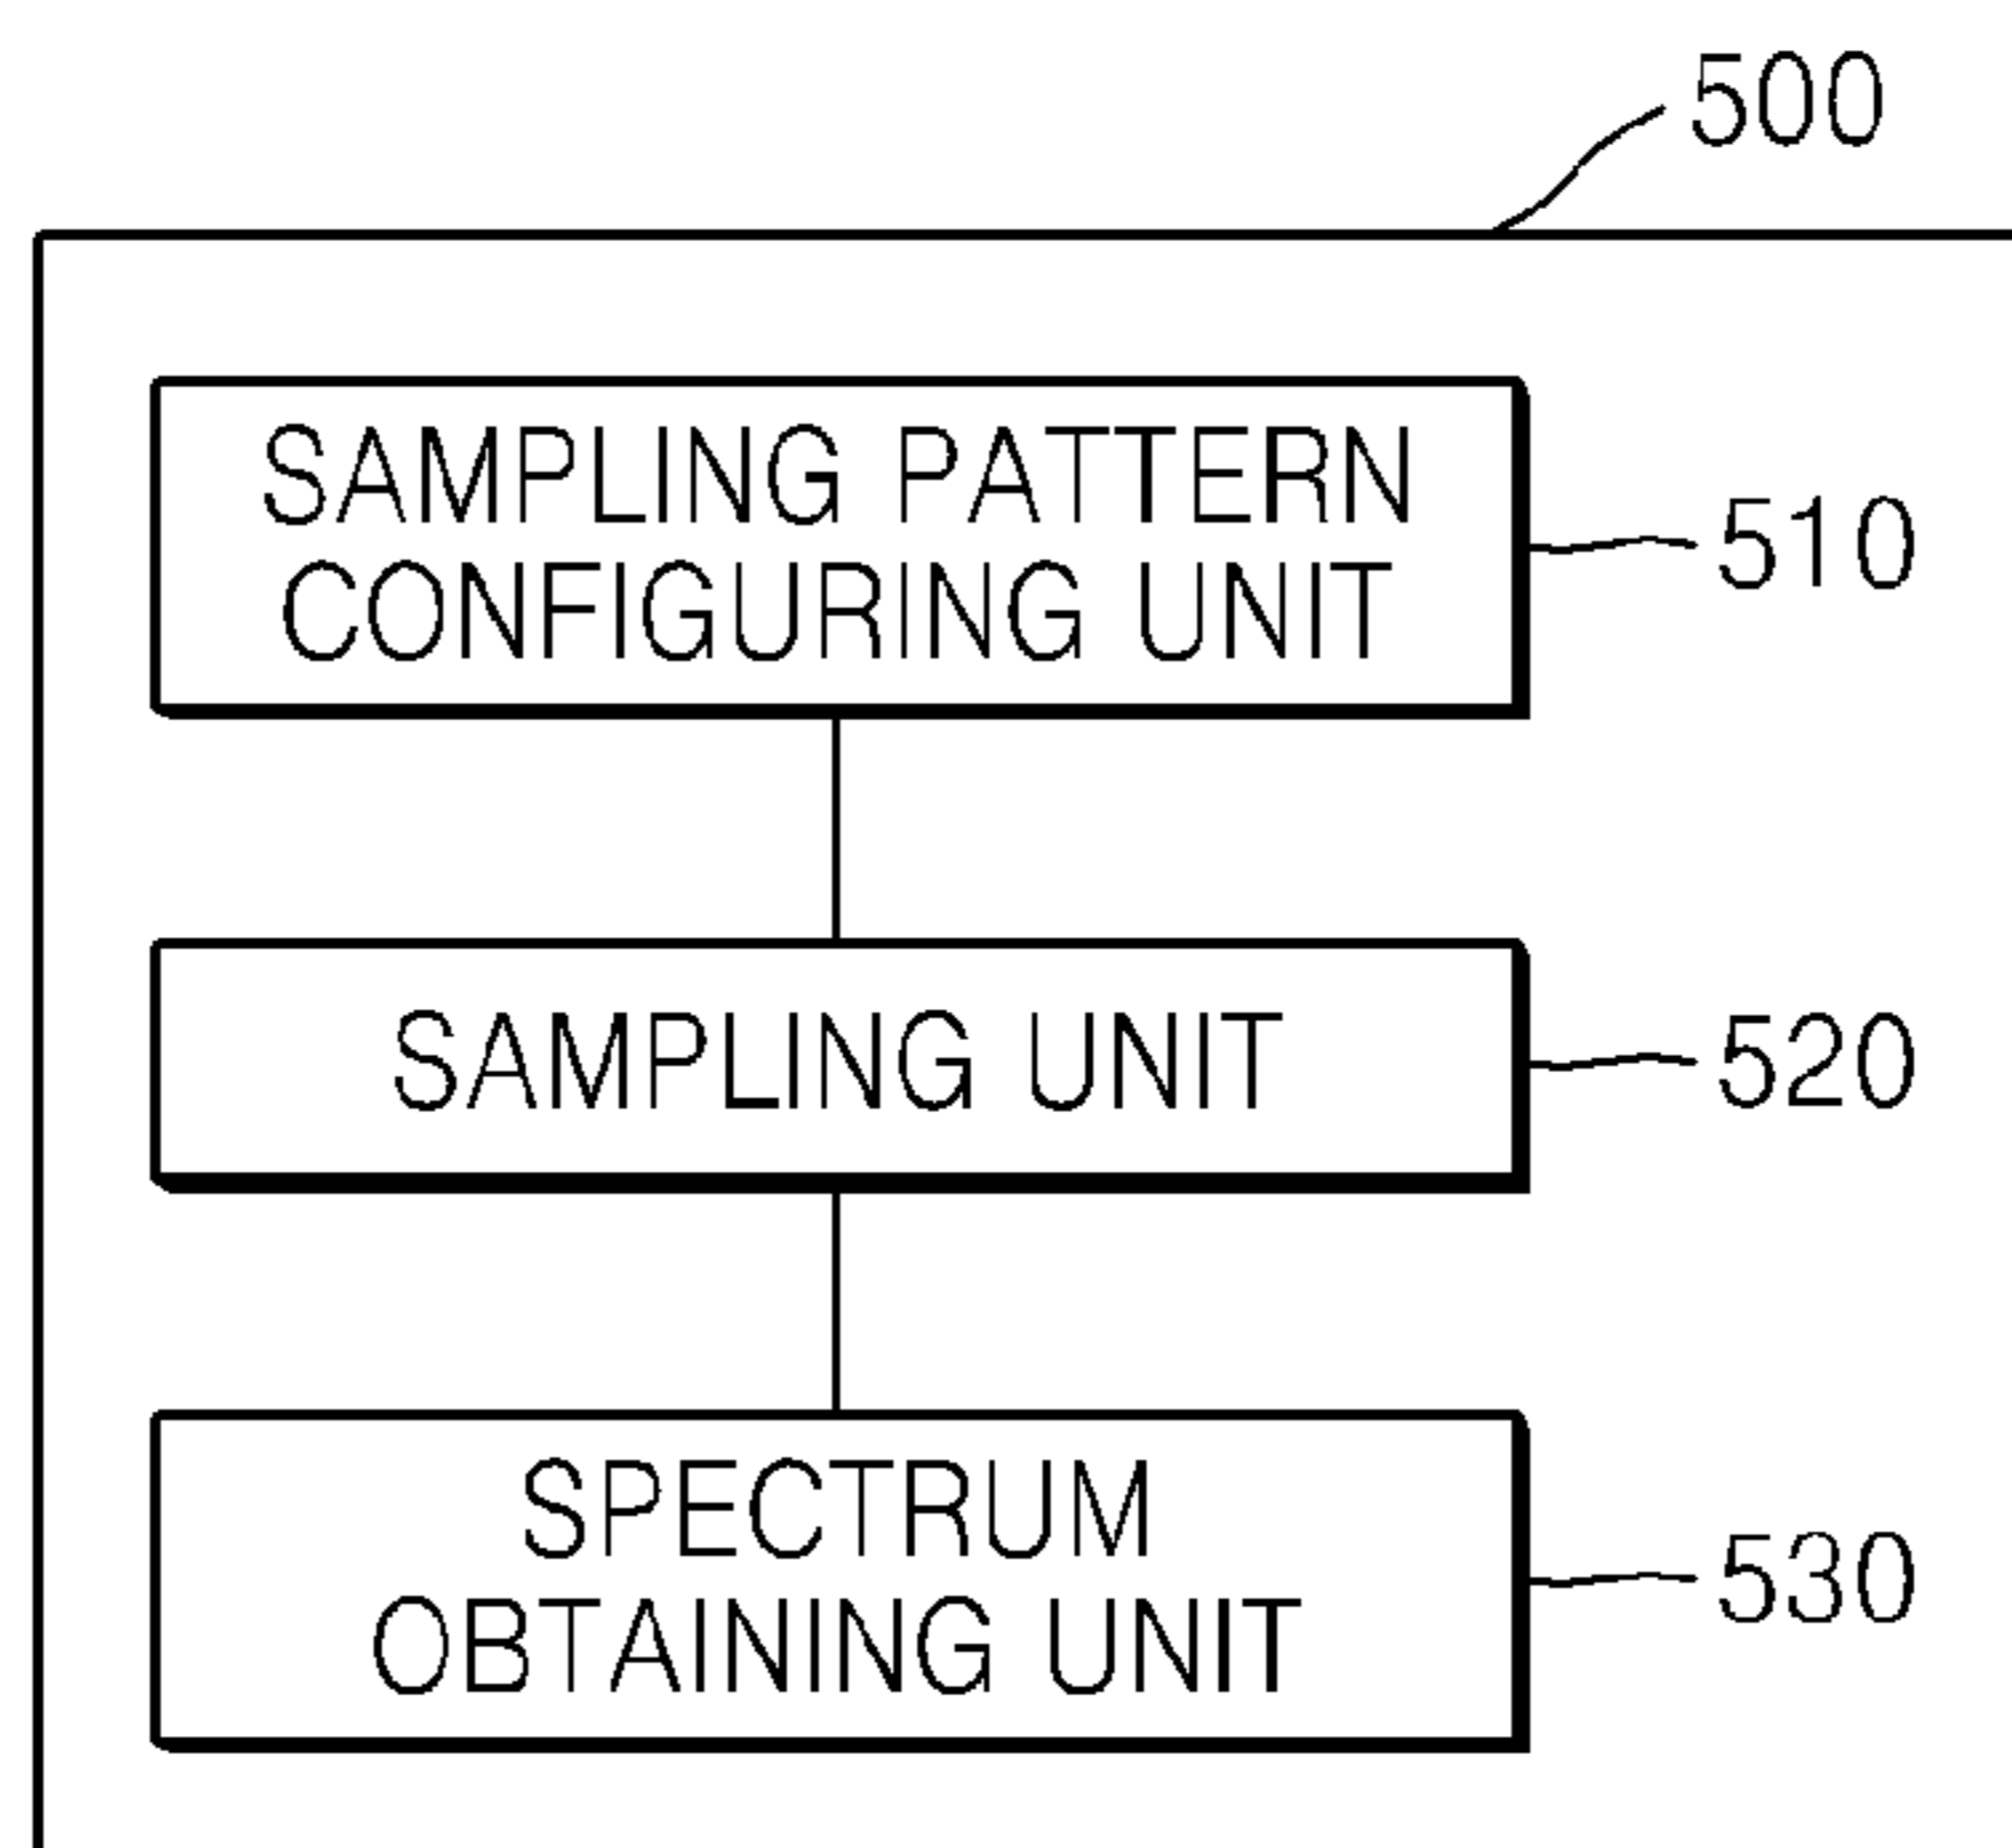 500
SAMPLING PATTERN
CONFIGURING UNIT
510
SAMPLING UNIT
520
SPECTRUM
OBTAINING UNIT
530